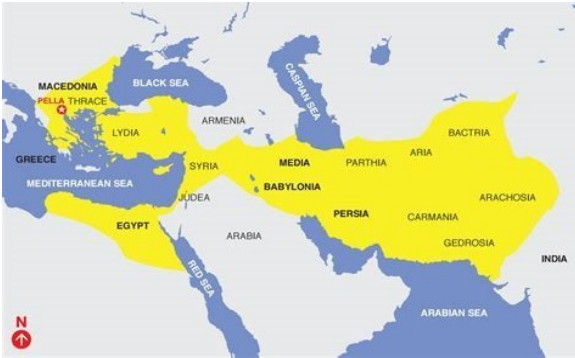 BLACK SEA
CASPIAN SEA
MACEDONIA
PELLA
THRACE
ARMENIA
LYDIA
BACTRIA
ARIA
GREECE
SYRIA
MEDIA
PARTHIA
MEDITERRANEAN SEA
BABYLONIA
JUDEA
ARACHOSIA
PERSIA
CARMANIA
EGYPT
ARABIA
GEDROSIA
INDIA
RED SEA
ARABIAN SEA
N